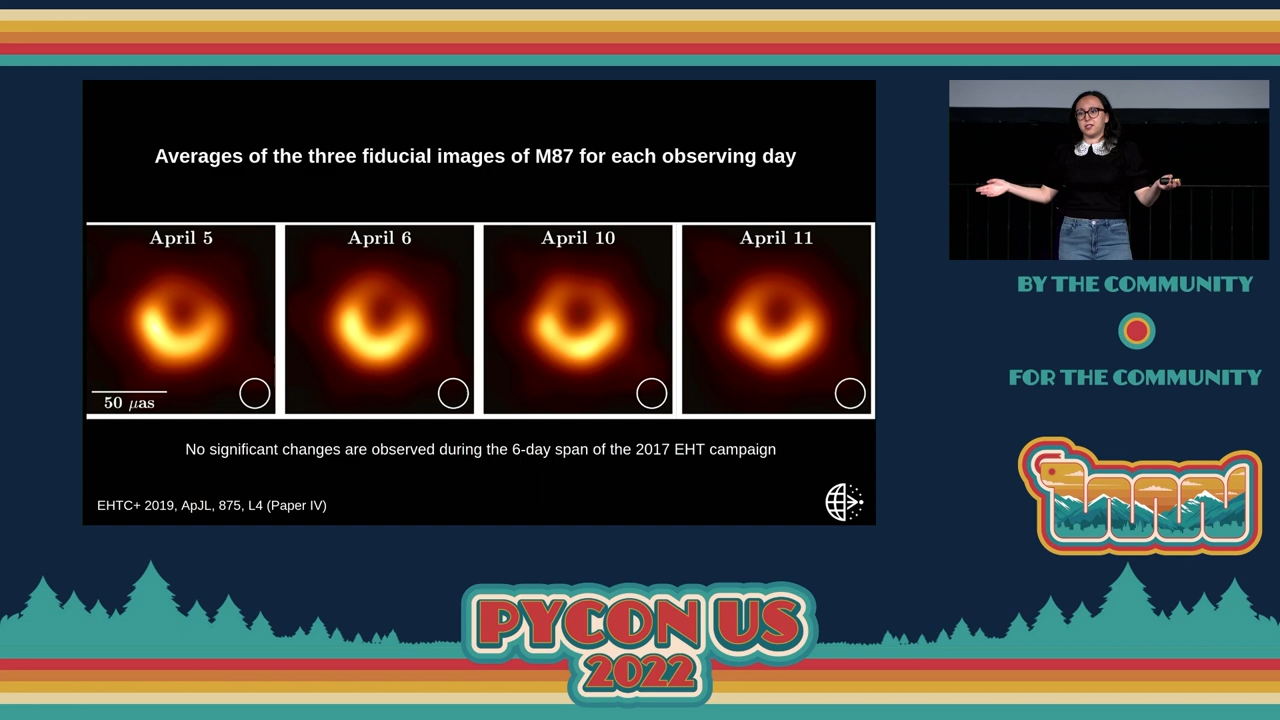 Averages of the three fiducial images of M87 for each observing day
April 5
April 6
April 10
April 11
50 μas
No significant changes are observed during the 6-day span of the 2017 EHT campaign
EHTC+ 2019, ApJL, 875, L4 (Paper IV)
BY THE COMMUNITY
FOR THE COMMUNITY
PYCON US
2022